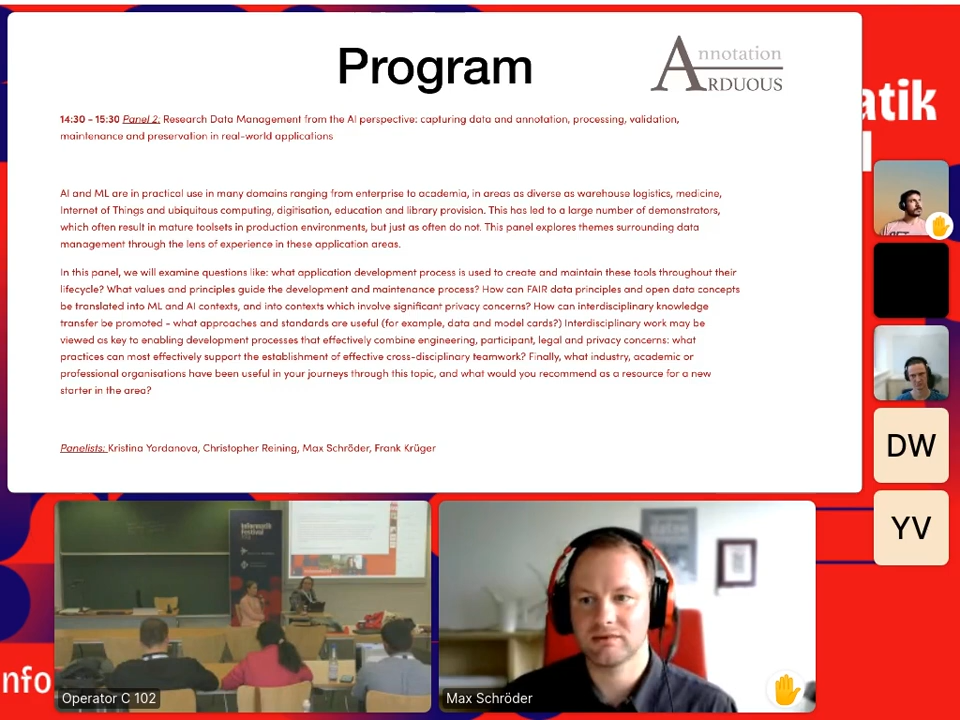 Program
Annotation
ARDUOUS
14:30 - 15:30 Panel 2: Research Data Management from the AI perspective: capturing data and annotation, processing, validation,
maintenance and preservation in real-world applications
AI and ML are in practical use in many domains ranging from enterprise to academia, in areas as diverse as warehouse logistics, medicine,
Internet of Things and ubiquitous computing, digitisation, education and library provision. This has led to a large number of demonstrators,
which often result in mature toolsets in production environments, but just as often do not. This panel explores themes surrounding data
management through the lens of experience in these application areas.
In this panel, we will examine questions like: what application development process is used to create and maintain these tools throughout their
lifecycle? What values and principles guide the development and maintenance process? How can FAIR data principles and open data concepts
be translated into ML and AI contexts, and into contexts which involve significant privacy concerns? How can interdisciplinary knowledge
transfer be promoted - what approaches and standards are useful (for example, data and model cards?) Interdisciplinary work may be
viewed as key to enabling development processes that effectively combine engineering, participant, legal and privacy concerns: what
practices can most effectively support the establishment of effective cross-disciplinary teamwork? Finally, what industry, academic or
professional organisations have been useful in your journeys through this topic, and what would you recommend as a resource for a new
starter in the area?
Panelists: Kristina Yordanova, Christopher Reining, Max Schröder, Frank Krüger
atik
DW
YV
Informatik
Festival
Operator C 102
Max Schröder
nfo